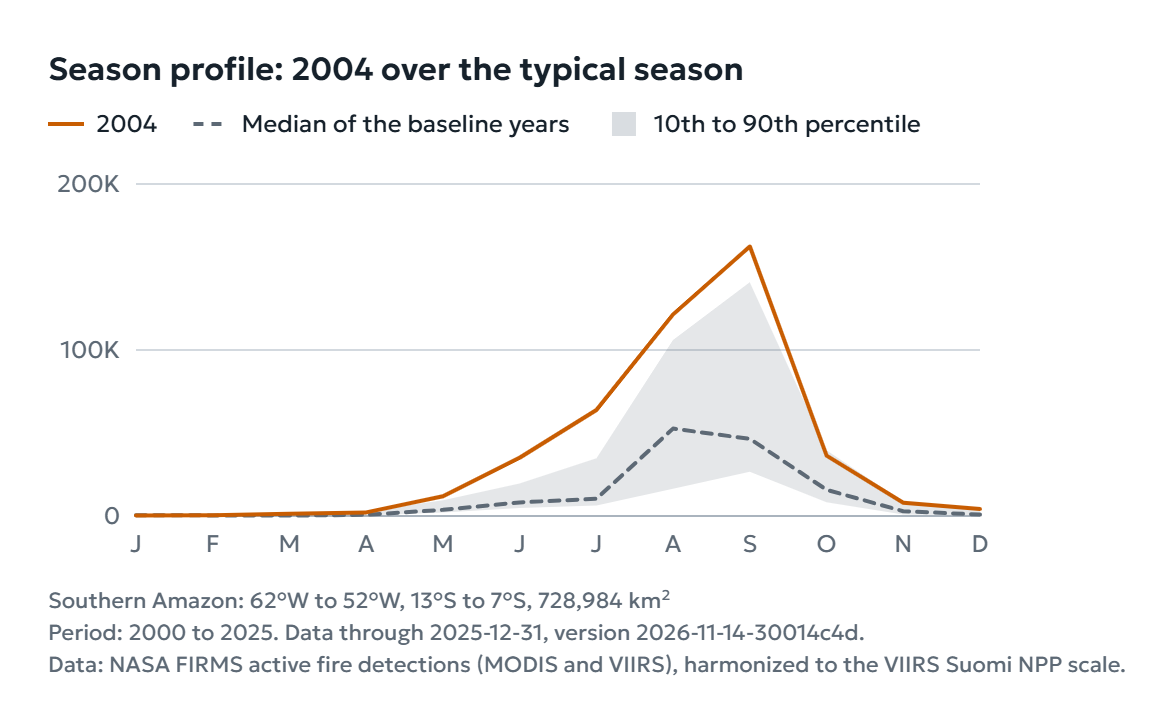 Season profile: 2004 over the typical season
2004 Median of the baseline years 10th to 90th percentile
200K
100K
0
J F M A M J J A S O N D
Southern Amazon: 62°W to 52°W, 13°S to 7°S, 728,984 km²
Period: 2000 to 2025. Data through 2025-12-31, version 2026-11-14-30014c4d.
Data: NASA FIRMS active fire detections (MODIS and VIIRS), harmonized to the VIIRS Suomi NPP scale.